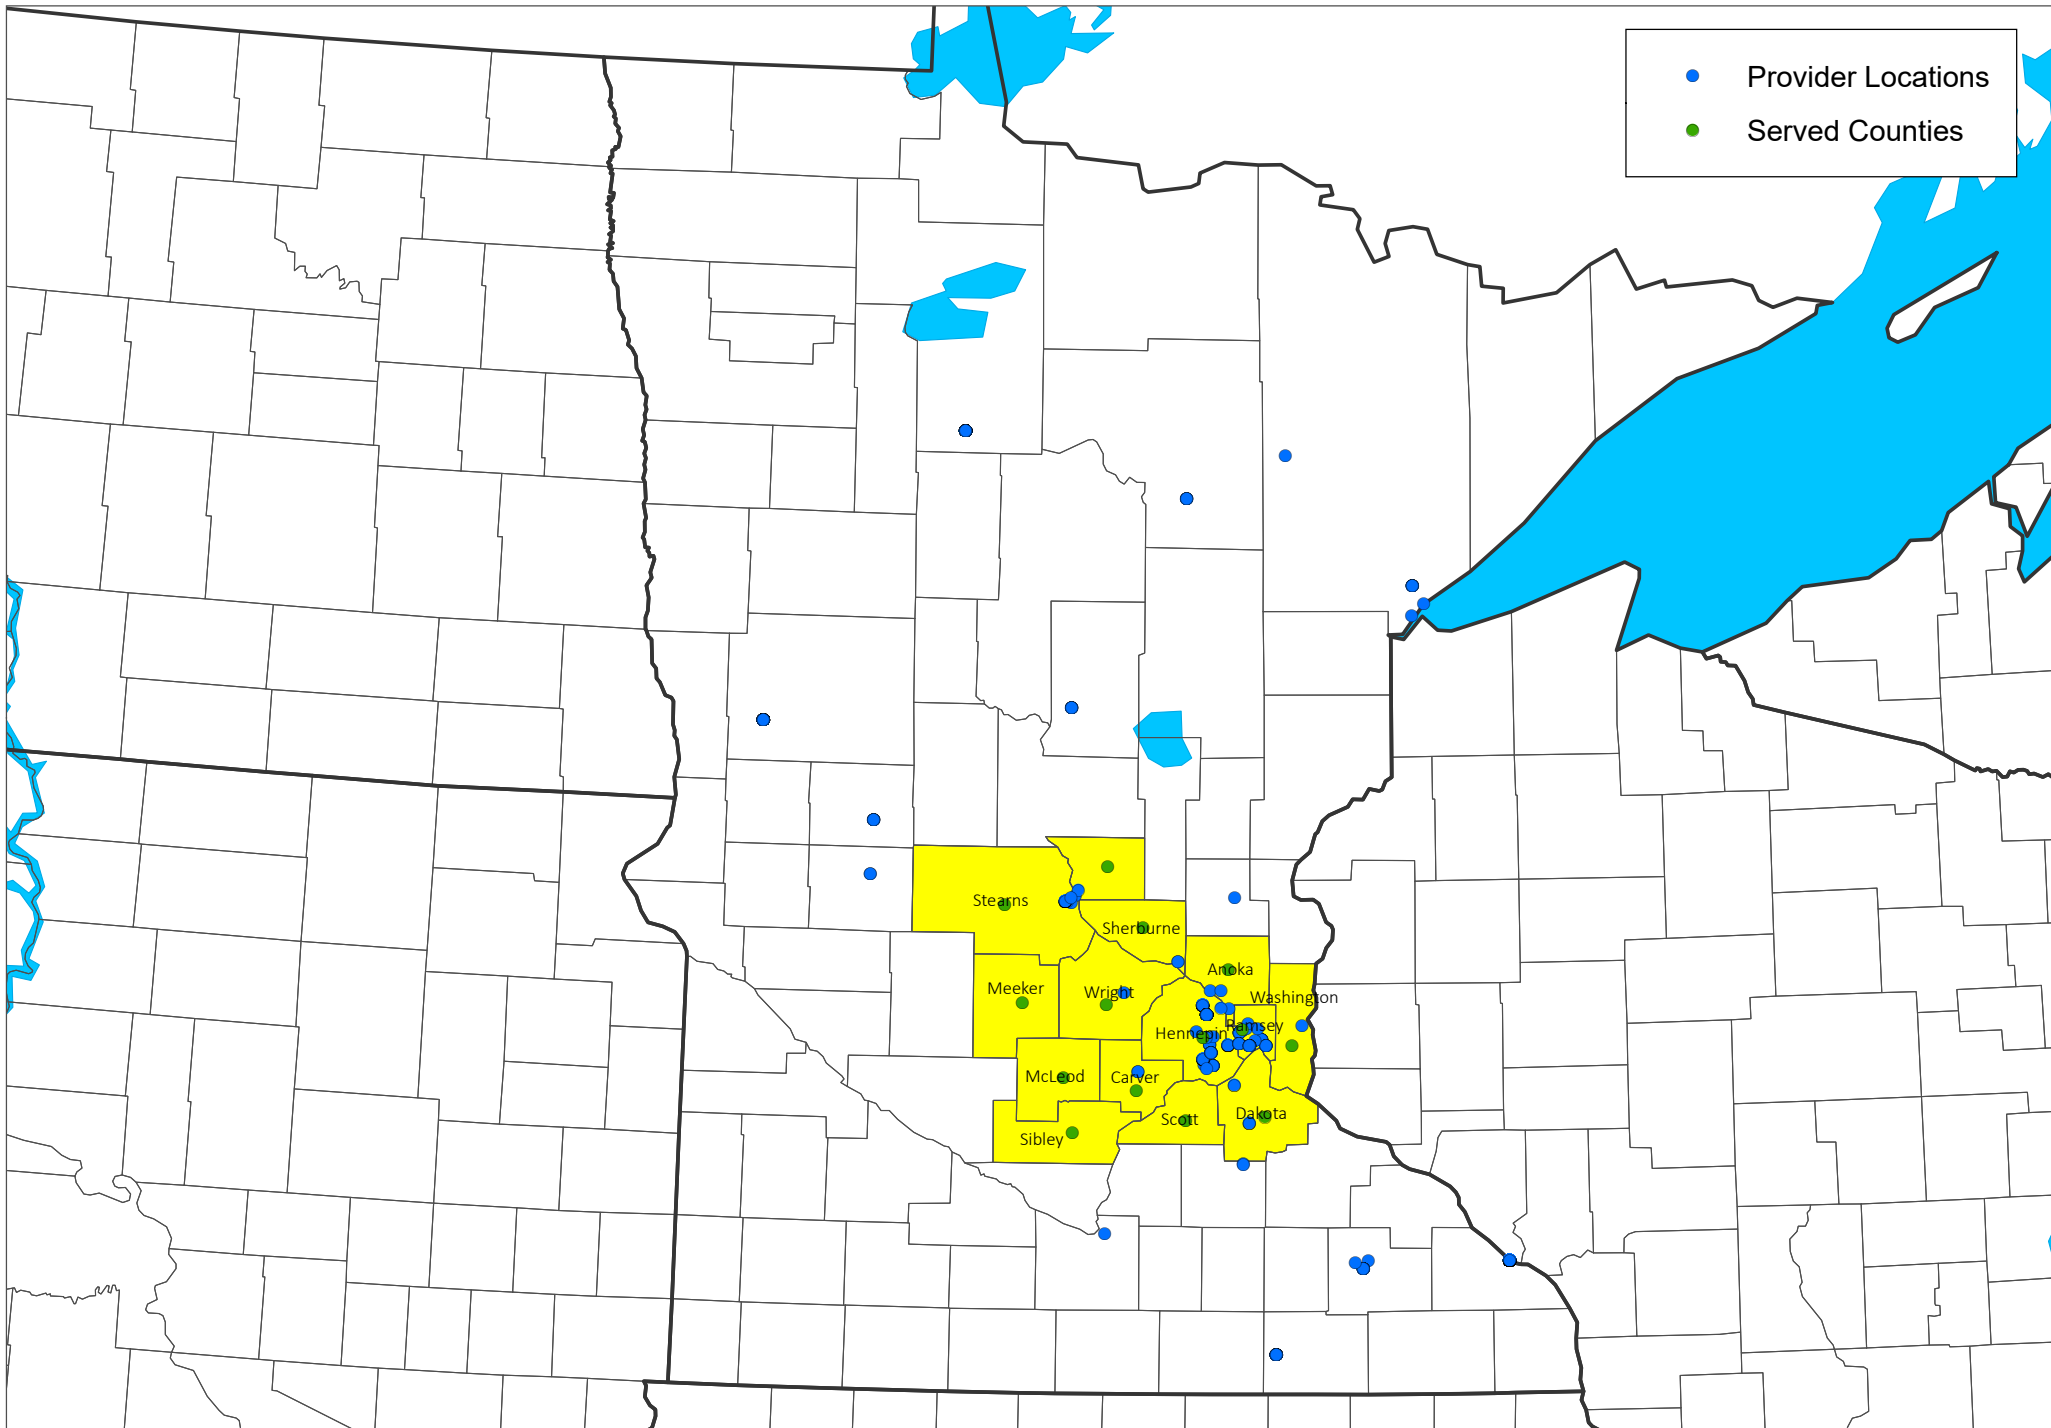 Provider Locations
Served Counties
Stearns
Sherburne
Anoka
Meeker
Wright
Washington
Hennepin
Ramsey
McLeod
Carver
Scott
Dakota
Sibley